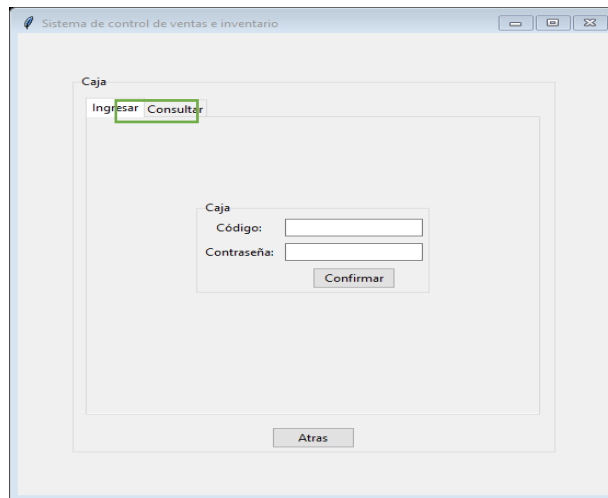 Sistema de control de ventas e inventario
Caja
Ingresar Consultar
Caja
Código:
Contraseña:
Confirmar
Atras